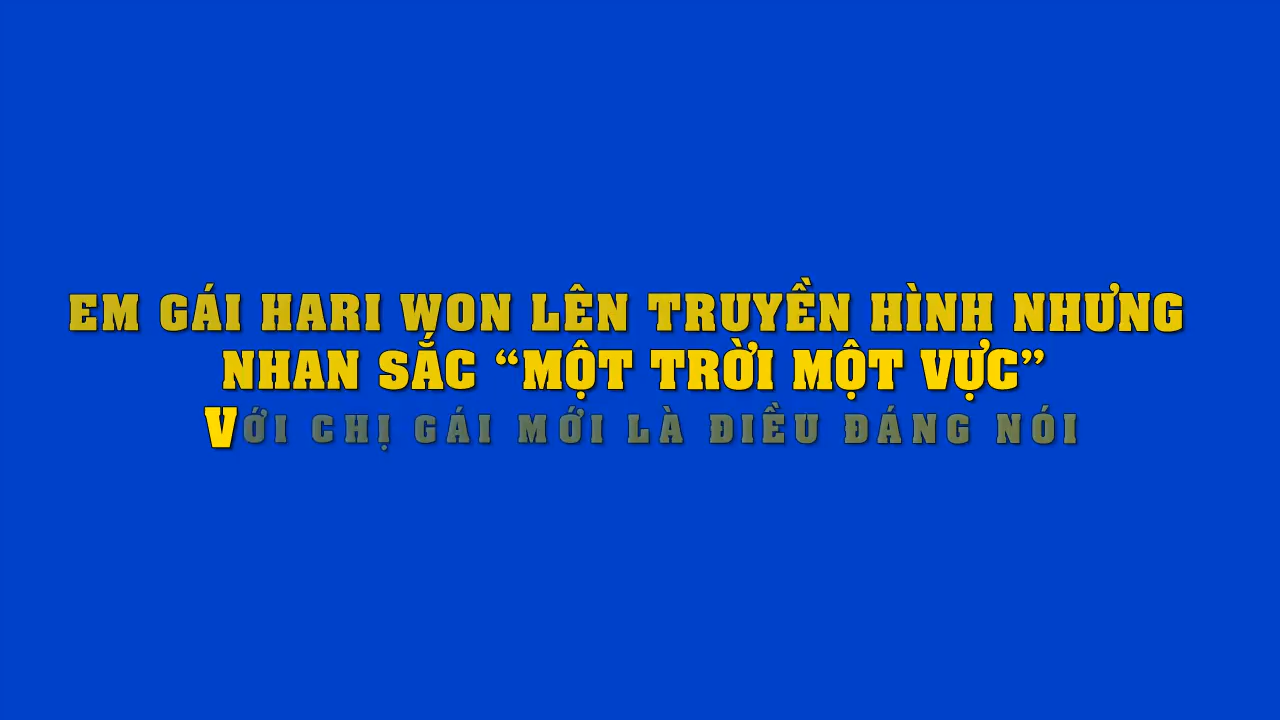 EM GÁI HARI WON LÊN TRUYỀN HÌNH NHƯNG
NHAN SẮC “MỘT TRỜI MỘT VỰC”
VỚI CHỊ GÁI MỚI LÀ ĐIỀU ĐÁNG NÓI